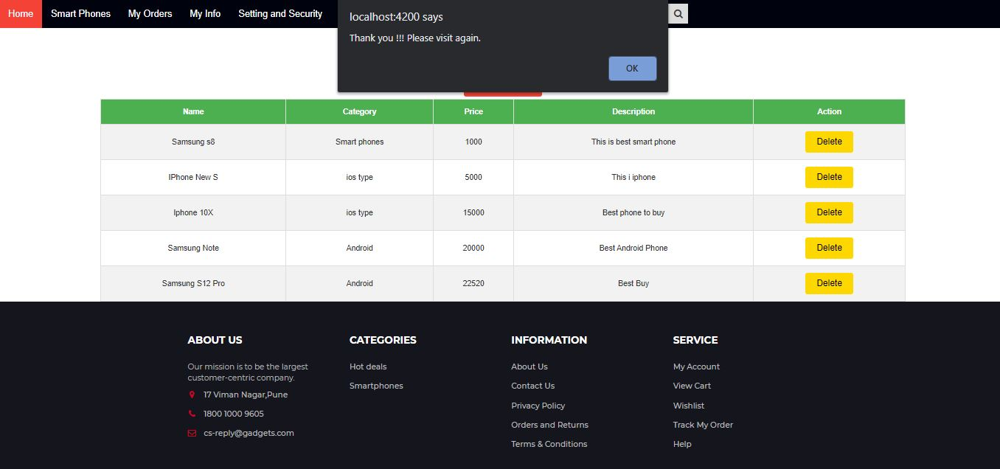 Home Smart Phones My Orders My Info Setting and Security
localhost:4200 says
Thank you !!! Please visit again.
OK
Name Category Price Description Action
Samsung s8 Smart phones 1000 This is best smart phone Delete
IPhone New S ios type 5000 This i iphone Delete
Iphone 10X ios type 15000 Best phone to buy Delete
Samsung Note Android 20000 Best Android Phone Delete
Samsung S12 Pro Android 22520 Best Buy Delete
ABOUT US
Our mission is to be the largest
customer-centric company.
17 Viman Nagar,Pune
1800 1000 9605
cs-reply@gadgets.com
CATEGORIES
Hot deals
Smartphones
INFORMATION
About Us
Contact Us
Privacy Policy
Orders and Returns
Terms & Conditions
SERVICE
My Account
View Cart
Wishlist
Track My Order
Help